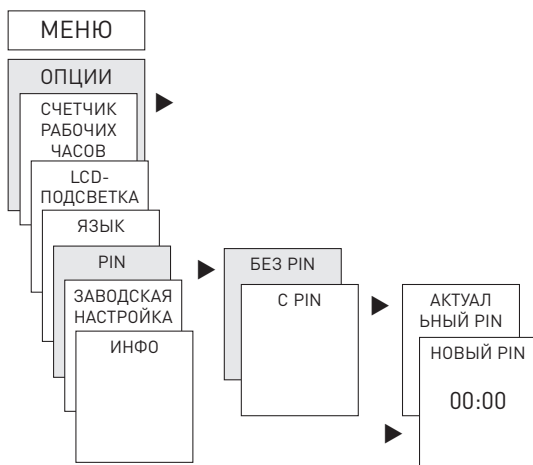 МЕНЮ
ОПЦИИ
СЧЕТЧИК
РАБОЧИХ
ЧАСОВ
LCD-
ПОДСВЕТКА
ЯЗЫК
PIN
ЗАВОДСКАЯ
НАСТРОЙКА
ИНФО
БЕЗ PIN
С PIN
АКТУАЛ
ЬНЫЙ PIN
НОВЫЙ PIN
00:00